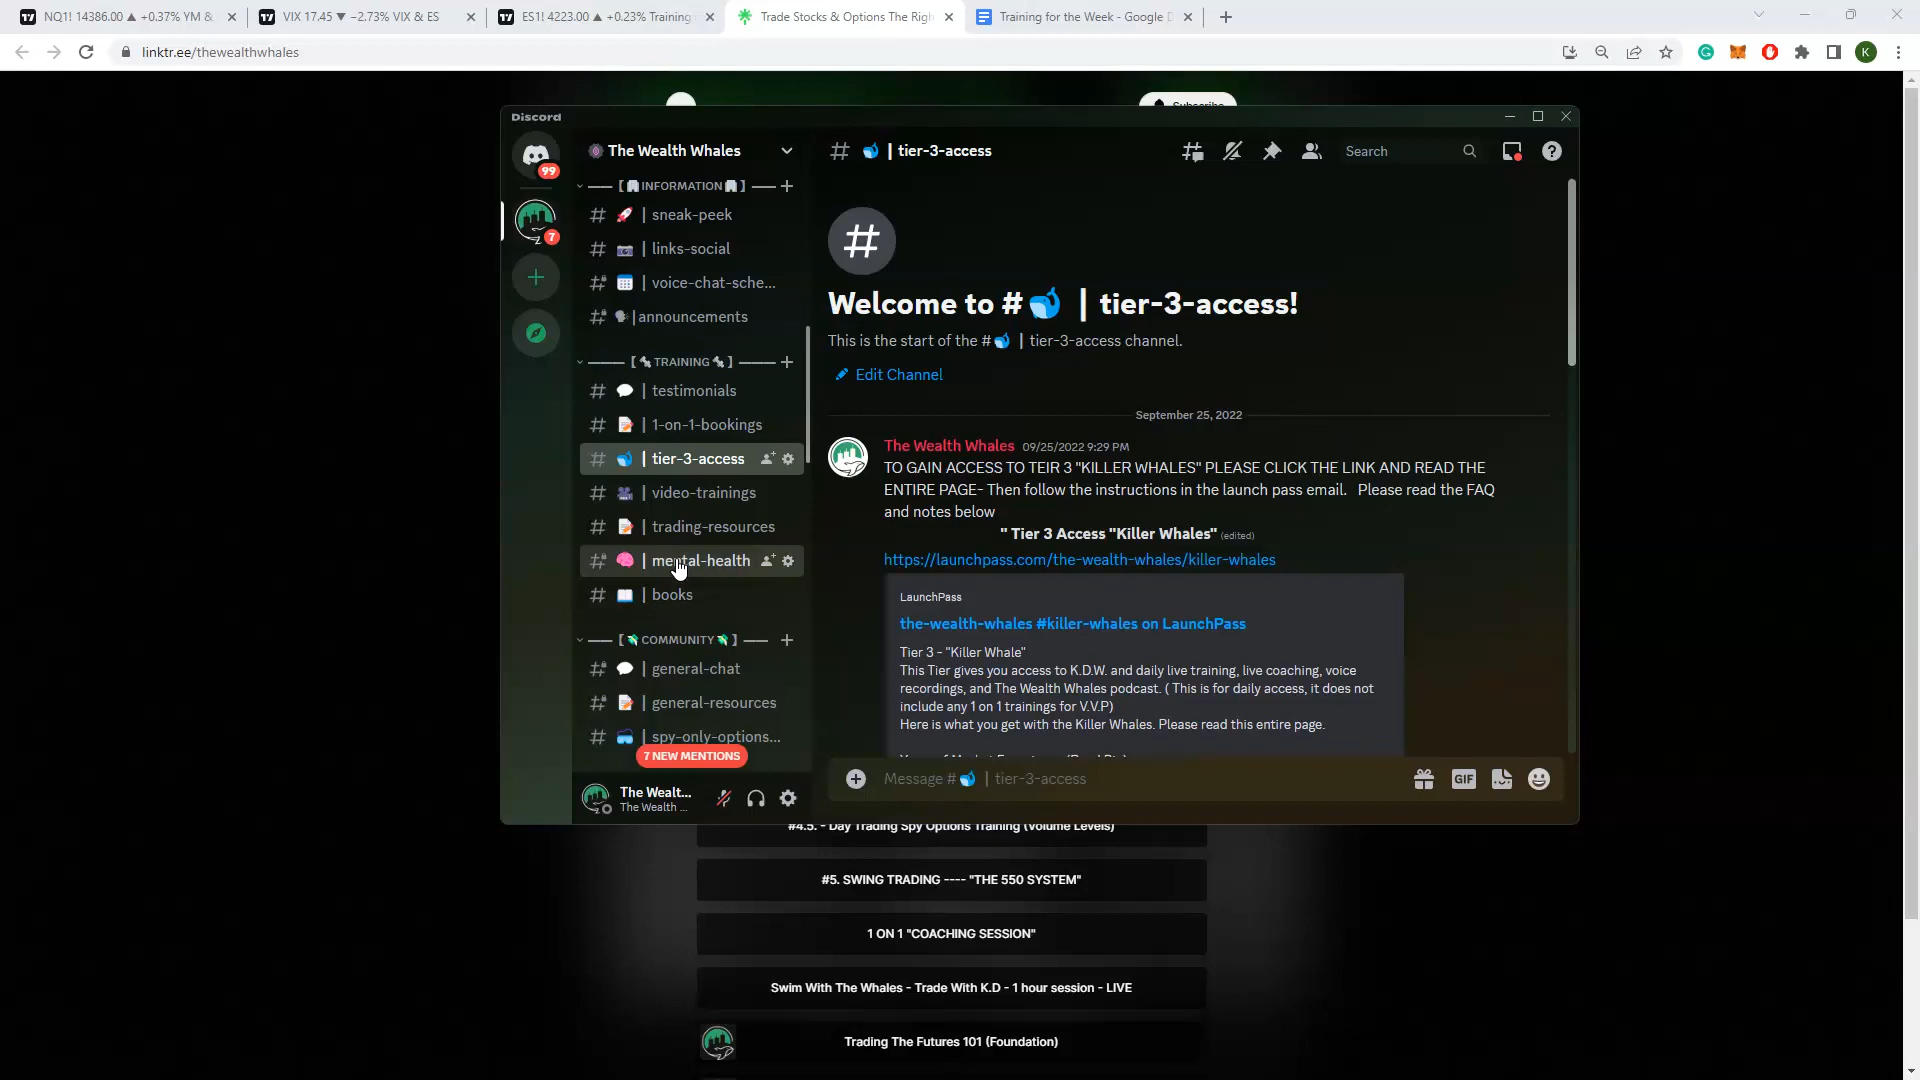 NQ1! 14386.00 ▲ +0.37% YM &
VIX 17.45 ▼ −2.73% VIX & ES
ES1! 4223.00 ▲ +0.23% Training
Trade Stocks & Options The Righ
Training for the Week - Google D
linktr.ee/thewealthwhales
K
Subscribe
Discord
99
7
The Wealth Whales
[ INFORMATION ]
sneak-peek
links-social
voice-chat-sche...
announcements
[ TRAINING ]
testimonials
1-on-1-bookings
tier-3-access
video-trainings
trading-resources
mental-health
books
[ COMMUNITY ]
general-chat
general-resources
spy-only-options...
7 NEW MENTIONS
The Wealt...
The Wealth ...
# | tier-3-access
Search
Welcome to # | tier-3-access!
This is the start of the # | tier-3-access channel.
Edit Channel
September 25, 2022
The Wealth Whales 09/25/2022 9:29 PM
TO GAIN ACCESS TO TEIR 3 "KILLER WHALES" PLEASE CLICK THE LINK AND READ THE
ENTIRE PAGE- Then follow the instructions in the launch pass email. Please read the FAQ
and notes below
" Tier 3 Access "Killer Whales" (edited)
https://launchpass.com/the-wealth-whales/killer-whales
LaunchPass
the-wealth-whales #killer-whales on LaunchPass
Tier 3 - "Killer Whale"
This Tier gives you access to K.D.W. and daily live training, live coaching, voice
recordings, and The Wealth Whales podcast. ( This is for daily access, it does not
include any 1 on 1 trainings for V.V.P)
Here is what you get with the Killer Whales. Please read this entire page.
Message # | tier-3-access
GIF
#4.5. - Day Trading Spy Options Training (Volume Levels)
#5. SWING TRADING ---- "THE 550 SYSTEM"
1 ON 1 "COACHING SESSION"
Swim With The Whales - Trade With K.D - 1 hour session - LIVE
Trading The Futures 101 (Foundation)